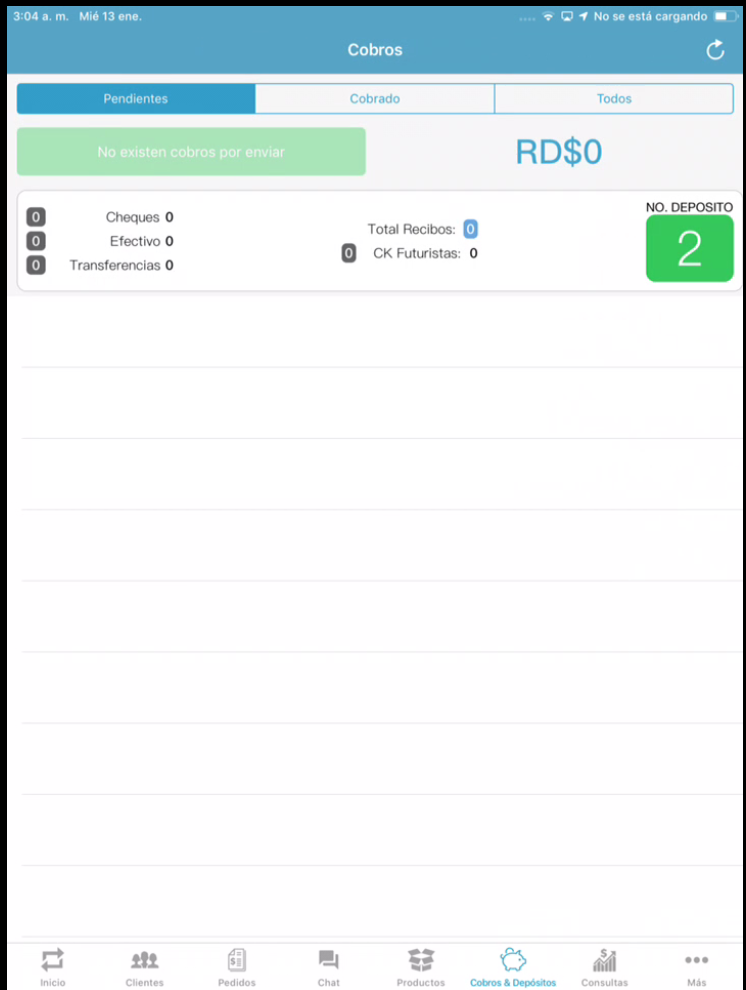 3:04 a. m. Mié 13 ene. No se está cargando
Cobros
Pendientes Cobrado Todos
No existen cobros por enviar RD$0
NO. DEPOSITO
0 Cheques 0
0 Efectivo 0
0 Transferencias 0
Total Recibos: 0
0 CK Futuristas: 0
2
Inicio Clientes Pedidos Chat Productos Cobros & Depósitos Consultas Más